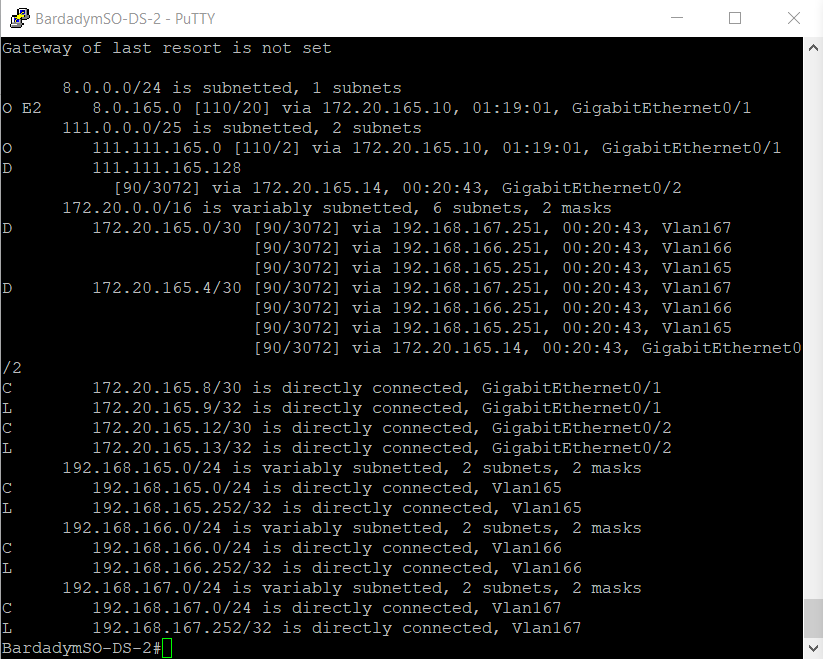 BardadymSO-DS-2 - PuTTY
Gateway of last resort is not set
      8.0.0.0/24 is subnetted, 1 subnets
O E2     8.0.165.0 [110/20] via 172.20.165.10, 01:19:01, GigabitEthernet0/1
      111.0.0.0/25 is subnetted, 2 subnets
O        111.111.165.0 [110/2] via 172.20.165.10, 01:19:01, GigabitEthernet0/1
D        111.111.165.128
           [90/3072] via 172.20.165.14, 00:20:43, GigabitEthernet0/2
      172.20.0.0/16 is variably subnetted, 6 subnets, 2 masks
D        172.20.165.0/30 [90/3072] via 192.168.167.251, 00:20:43, Vlan167
                         [90/3072] via 192.168.166.251, 00:20:43, Vlan166
                         [90/3072] via 192.168.165.251, 00:20:43, Vlan165
D        172.20.165.4/30 [90/3072] via 192.168.167.251, 00:20:43, Vlan167
                         [90/3072] via 192.168.166.251, 00:20:43, Vlan166
                         [90/3072] via 192.168.165.251, 00:20:43, Vlan165
                         [90/3072] via 172.20.165.14, 00:20:43, GigabitEthernet0
/2
C        172.20.165.8/30 is directly connected, GigabitEthernet0/1
L        172.20.165.9/32 is directly connected, GigabitEthernet0/1
C        172.20.165.12/30 is directly connected, GigabitEthernet0/2
L        172.20.165.13/32 is directly connected, GigabitEthernet0/2
      192.168.165.0/24 is variably subnetted, 2 subnets, 2 masks
C        192.168.165.0/24 is directly connected, Vlan165
L        192.168.165.252/32 is directly connected, Vlan165
      192.168.166.0/24 is variably subnetted, 2 subnets, 2 masks
C        192.168.166.0/24 is directly connected, Vlan166
L        192.168.166.252/32 is directly connected, Vlan166
      192.168.167.0/24 is variably subnetted, 2 subnets, 2 masks
C        192.168.167.0/24 is directly connected, Vlan167
L        192.168.167.252/32 is directly connected, Vlan167
BardadymSO-DS-2#